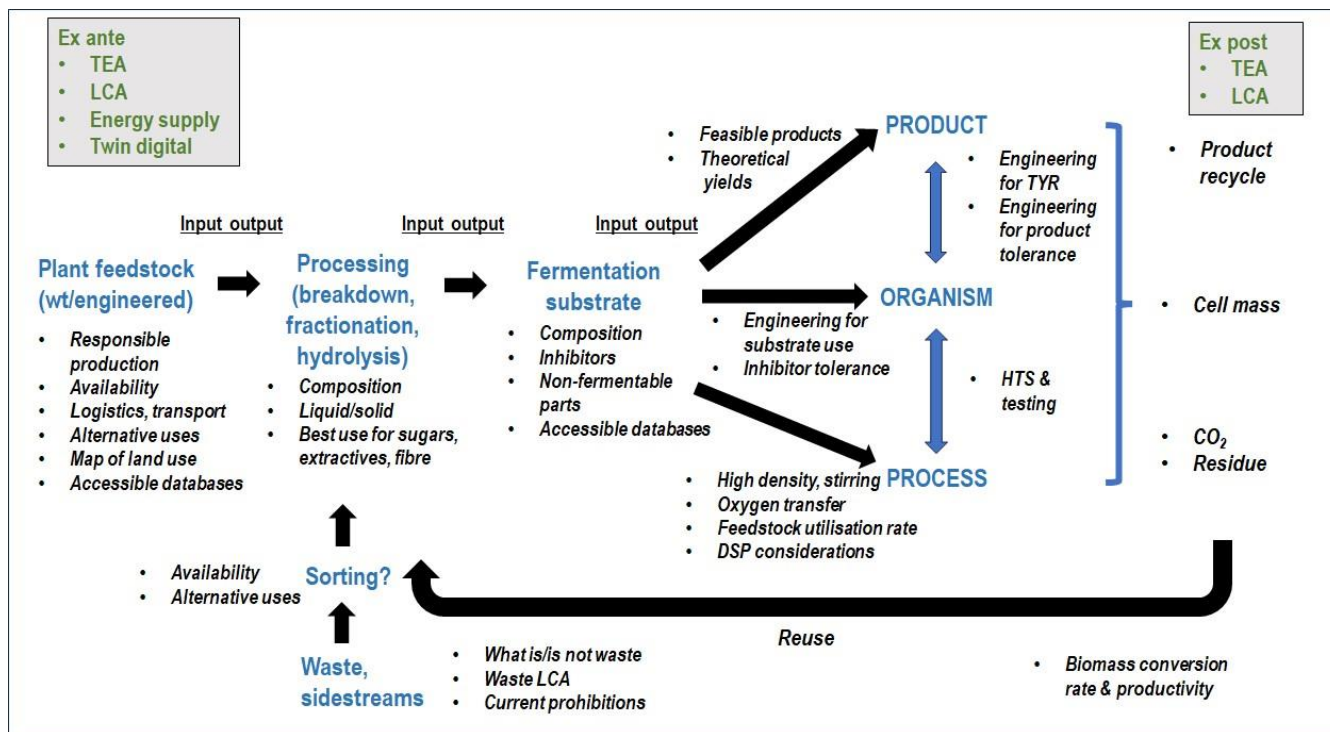 Ex ante
• TEA
• LCA
• Energy supply
• Twin digital
Ex post
• TEA
• LCA
• Feasible products
• Theoretical
yields
PRODUCT
• Engineering
for TYR
• Engineering
for product
tolerance
• Product
recycle
Input output
Input output
Input output
Plant feedstock
(wt/engineered)
• Responsible
production
• Availability
• Logistics, transport
• Alternative uses
• Map of land use
• Accessible databases
Processing
(breakdown,
fractionation,
hydrolysis)
• Composition
• Liquid/solid
• Best use for sugars,
extractives, fibre
Fermentation
substrate
• Composition
• Inhibitors
• Non-fermentable
parts
• Accessible databases
ORGANISM
• Engineering for
substrate use
• Inhibitor tolerance
• HTS &
testing
• Cell mass
PROCESS
• High density, stirring
• Oxygen transfer
• Feedstock utilisation rate
• DSP considerations
• CO₂
• Residue
• Availability
• Alternative uses
Sorting?
Reuse
Waste,
sidestreams
• What is/is not waste
• Waste LCA
• Current prohibitions
• Biomass conversion
rate & productivity